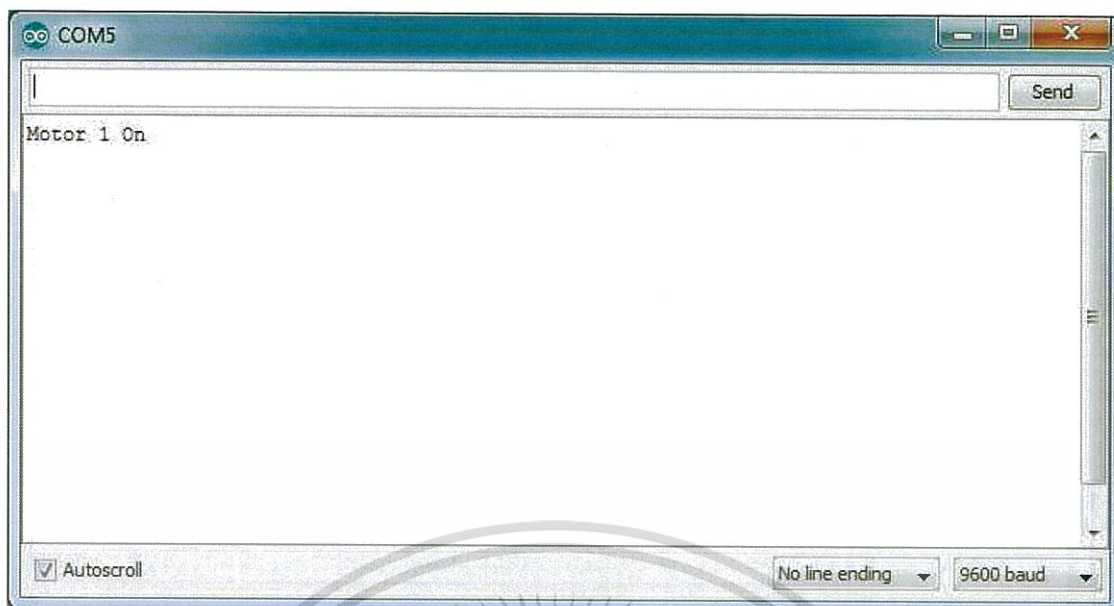 COM5
Send
Motor 1 On
Autoscroll
No line ending
9600 baud